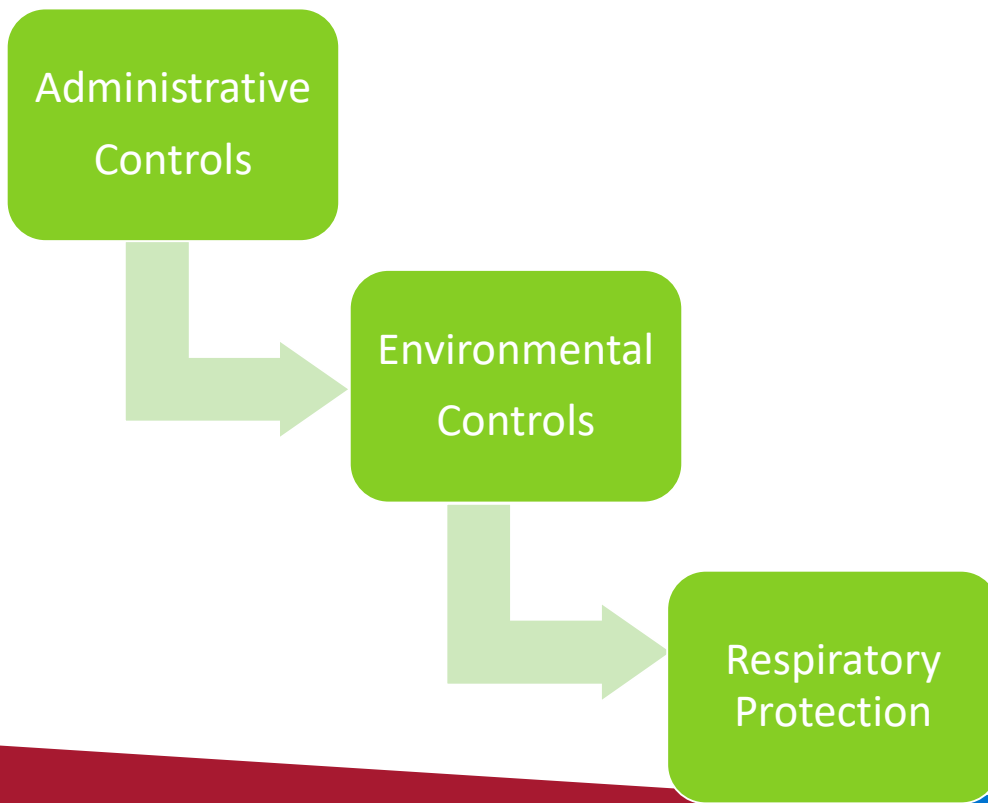 Administrative
Controls
Environmental
Controls
Respiratory
Protection